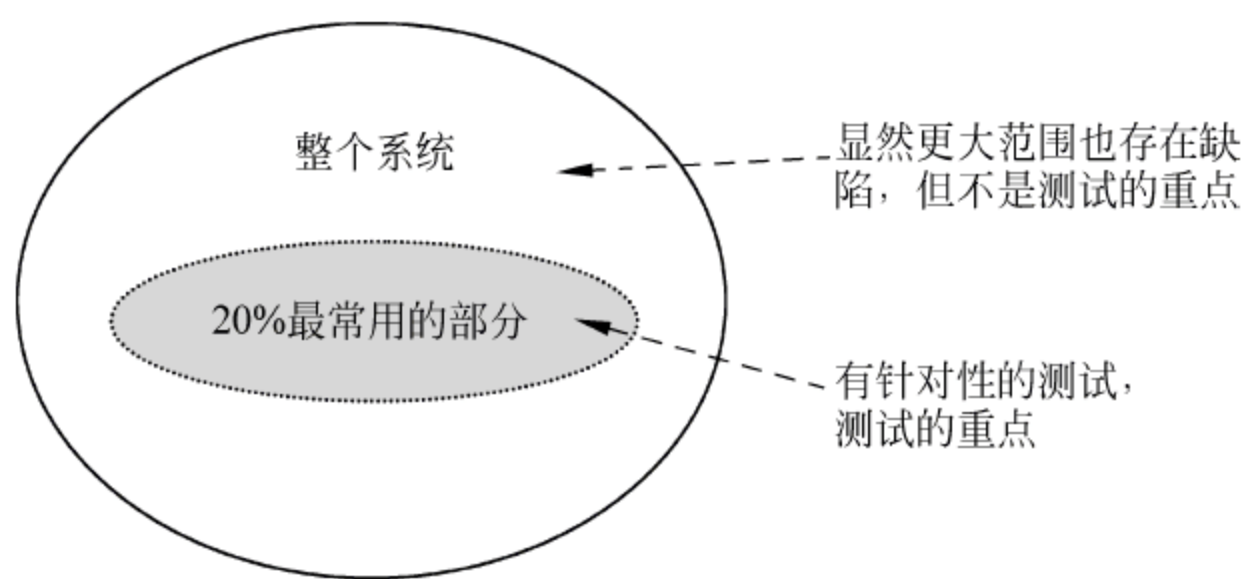 整个系统
显然更大范围也存在缺
陷，但不是测试的重点
20%最常用的部分
有针对性的测试，
测试的重点